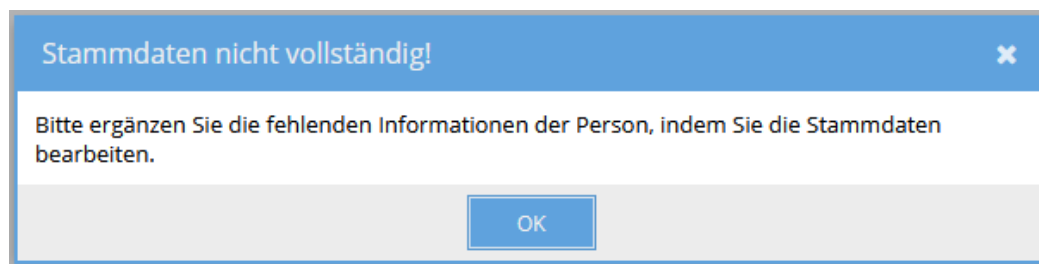 Stammdaten nicht vollständig!
Bitte ergänzen Sie die fehlenden Informationen der Person, indem Sie die Stammdaten
bearbeiten.
OK